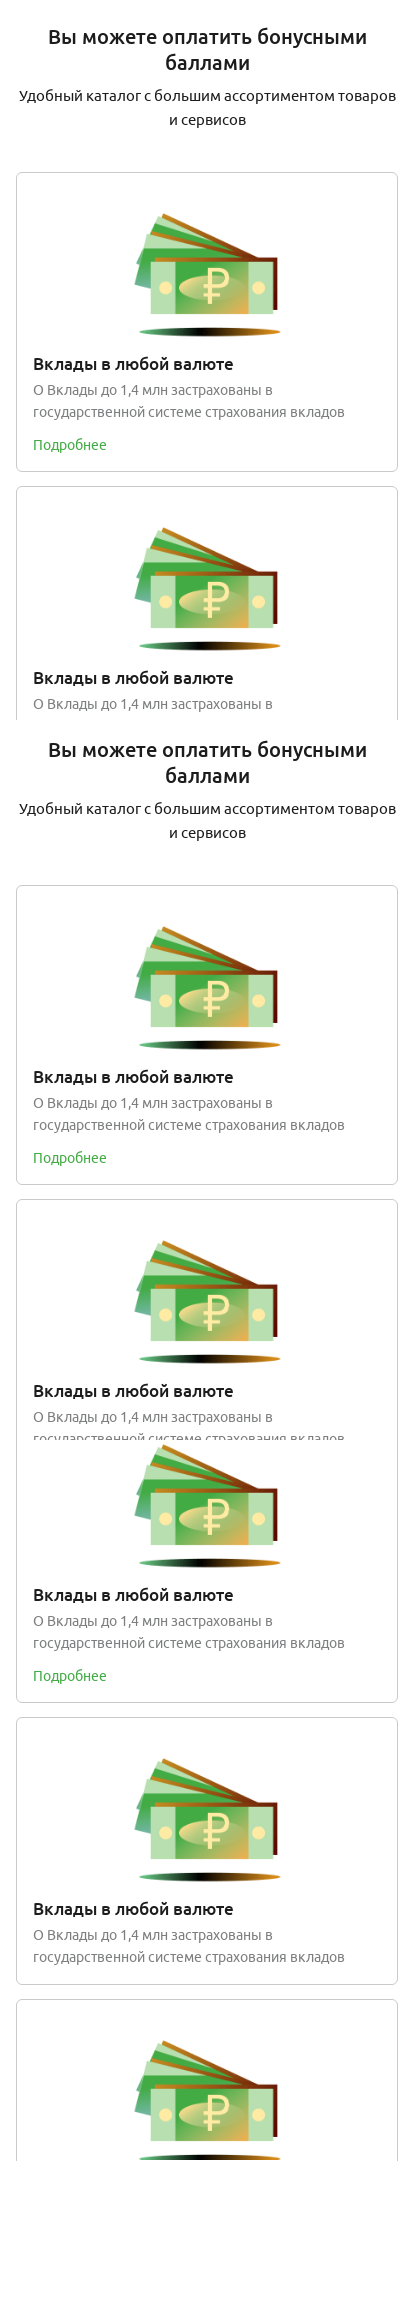 Вы можете оплатить бонусными
баллами
Удобный каталог с большим ассортиментом товаров
и сервисов
₽
Вклады в любой валюте
О Вклады до 1,4 млн застрахованы в
государственной системе страхования вкладов
Подробнее
₽
Вклады в любой валюте
О Вклады до 1,4 млн застрахованы в
Вы можете оплатить бонусными
баллами
Удобный каталог с большим ассортиментом товаров
и сервисов
₽
Вклады в любой валюте
О Вклады до 1,4 млн застрахованы в
государственной системе страхования вкладов
Подробнее
₽
Вклады в любой валюте
О Вклады до 1,4 млн застрахованы в
государственной системе страхования вкладов
₽
Вклады в любой валюте
О Вклады до 1,4 млн застрахованы в
государственной системе страхования вкладов
Подробнее
₽
Вклады в любой валюте
О Вклады до 1,4 млн застрахованы в
государственной системе страхования вкладов
₽